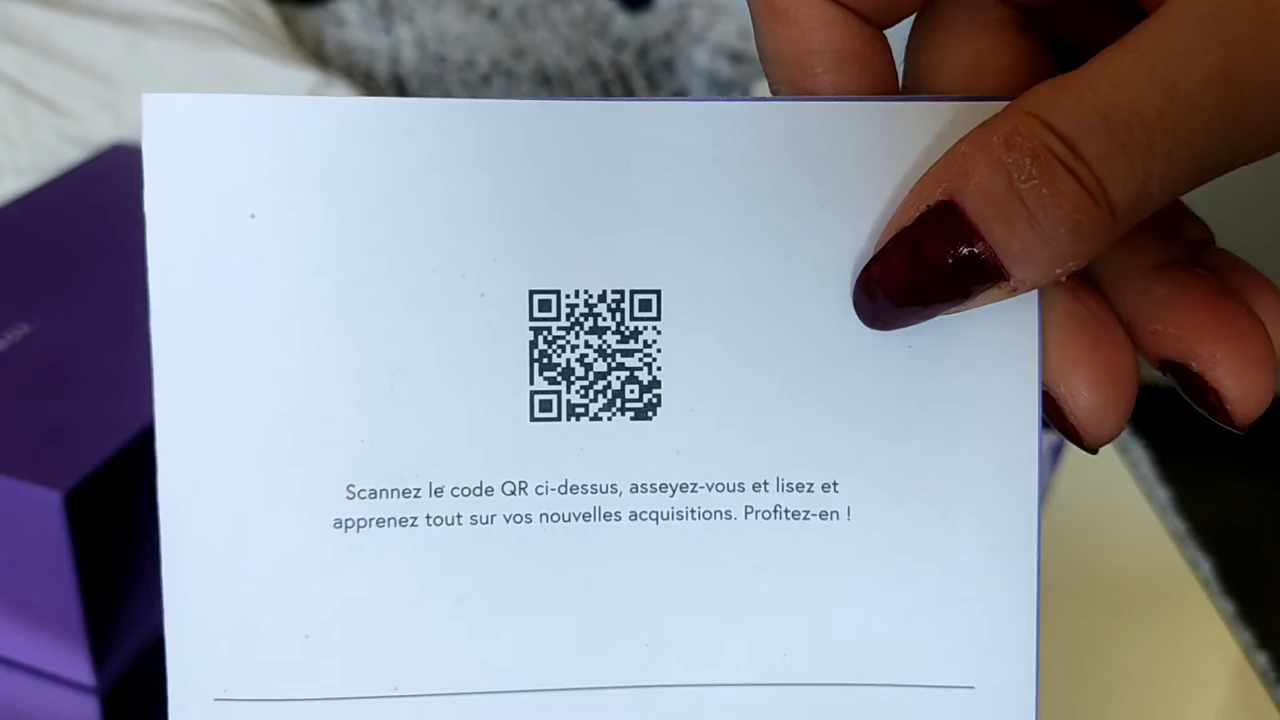 Scannez le code QR ci-dessus, asseyez-vous et lisez et
apprenez tout sur vos nouvelles acquisitions. Profitez-en !